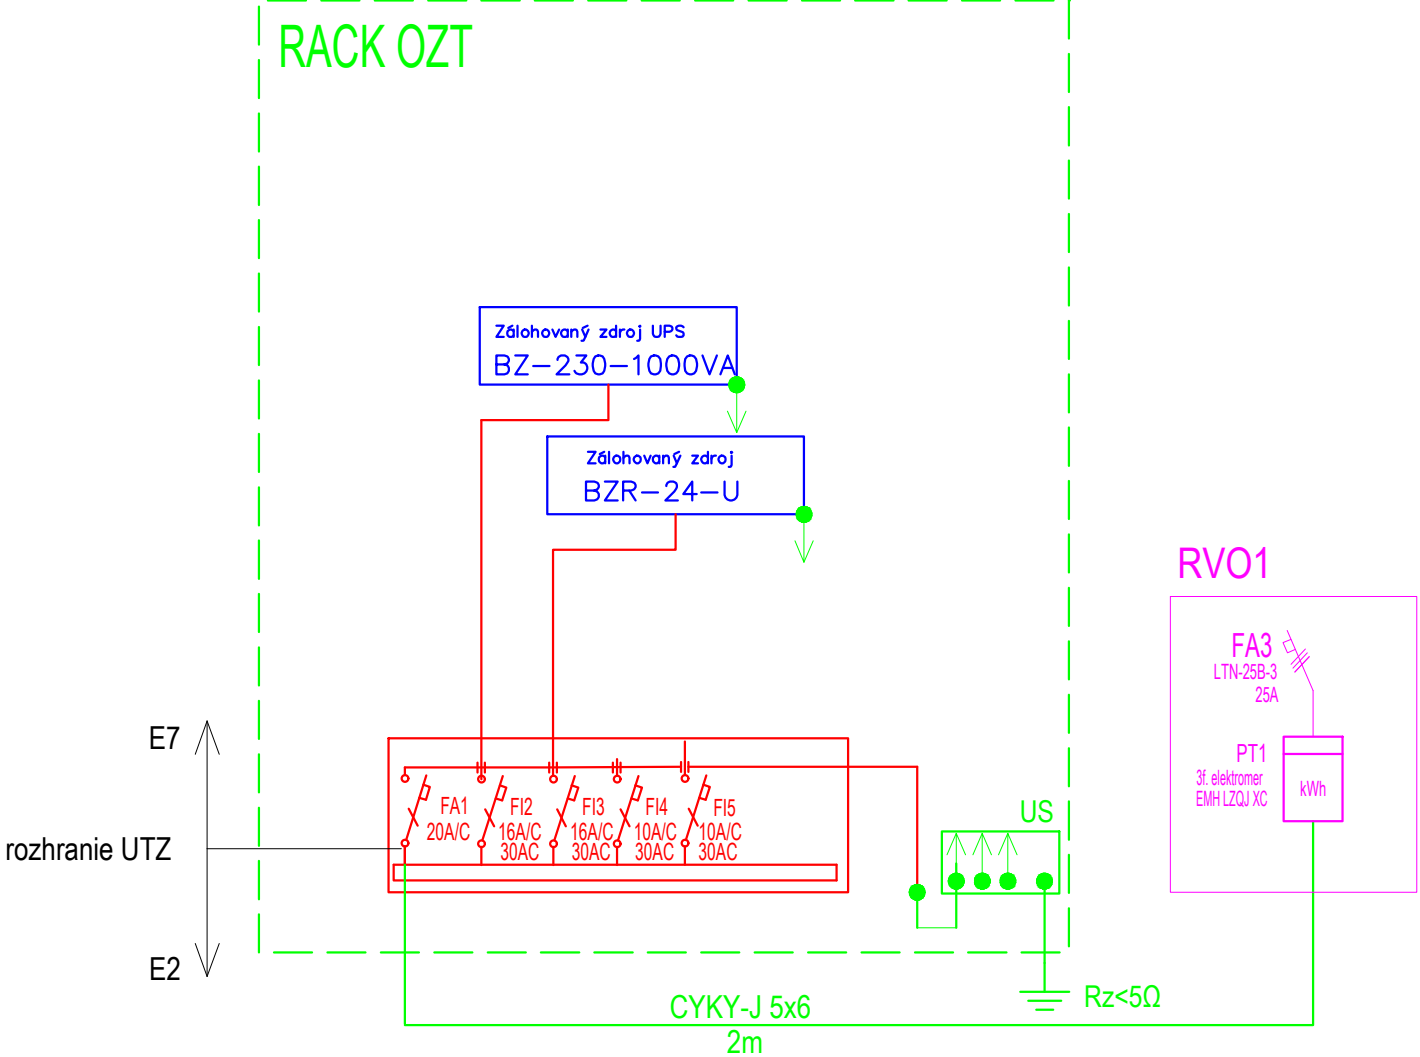 RACK OZT
Zálohovaný zdroj UPS
BZ-230-1000VA
Zálohovaný zdroj
BZR-24-U
RVO1
FA3
LTN-25B-3
25A
PT1
3f. elektromer
EMH LZQJ XC
kWh
E7
rozhranie UTZ
E2
FA1
20A/C
FI2
16A/C
30AC
FI3
16A/C
30AC
FI4
10A/C
30AC
FI5
10A/C
30AC
US
Rz<5Ω
CYKY-J 5x6
2m